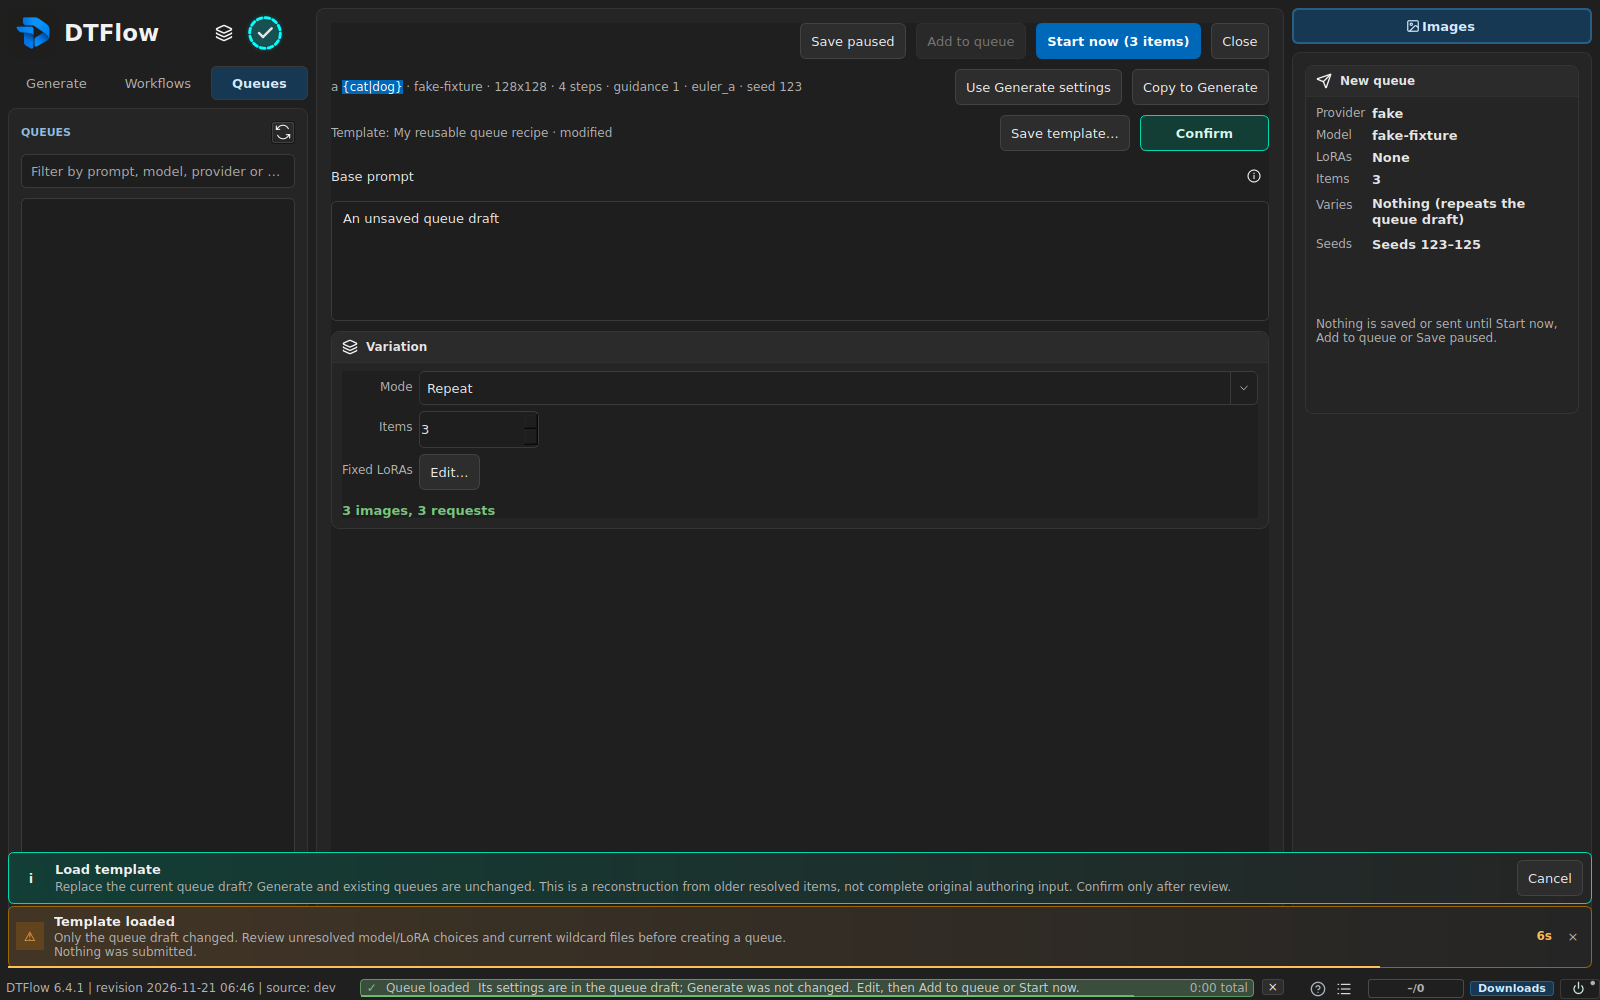 DTFlow
Generate
Workflows
Queues
QUEUES
Filter by prompt, model, provider or ...
Save paused
Add to queue
Start now (3 items)
Close
a {cat|dog} · fake-fixture · 128x128 · 4 steps · guidance 1 · euler_a · seed 123
Use Generate settings
Copy to Generate
Template: My reusable queue recipe · modified
Save template...
Confirm
Base prompt
An unsaved queue draft
Variation
Mode
Repeat
Items
3
Fixed LoRAs
Edit...
3 images, 3 requests
Images
New queue
Provider fake
Model fake-fixture
LoRAs None
Items 3
Varies Nothing (repeats the
queue draft)
Seeds Seeds 123–125
Nothing is saved or sent until Start now,
Add to queue or Save paused.
Load template
Replace the current queue draft? Generate and existing queues are unchanged. This is a reconstruction from older resolved items, not complete original authoring input. Confirm only after review.
Cancel
Template loaded
Only the queue draft changed. Review unresolved model/LoRA choices and current wildcard files before creating a queue.
Nothing was submitted.
6s
DTFlow 6.4.1 | revision 2026-11-21 06:46 | source: dev
✓ Queue loaded Its settings are in the queue draft; Generate was not changed. Edit, then Add to queue or Start now.
0:00 total
–/0
Downloads